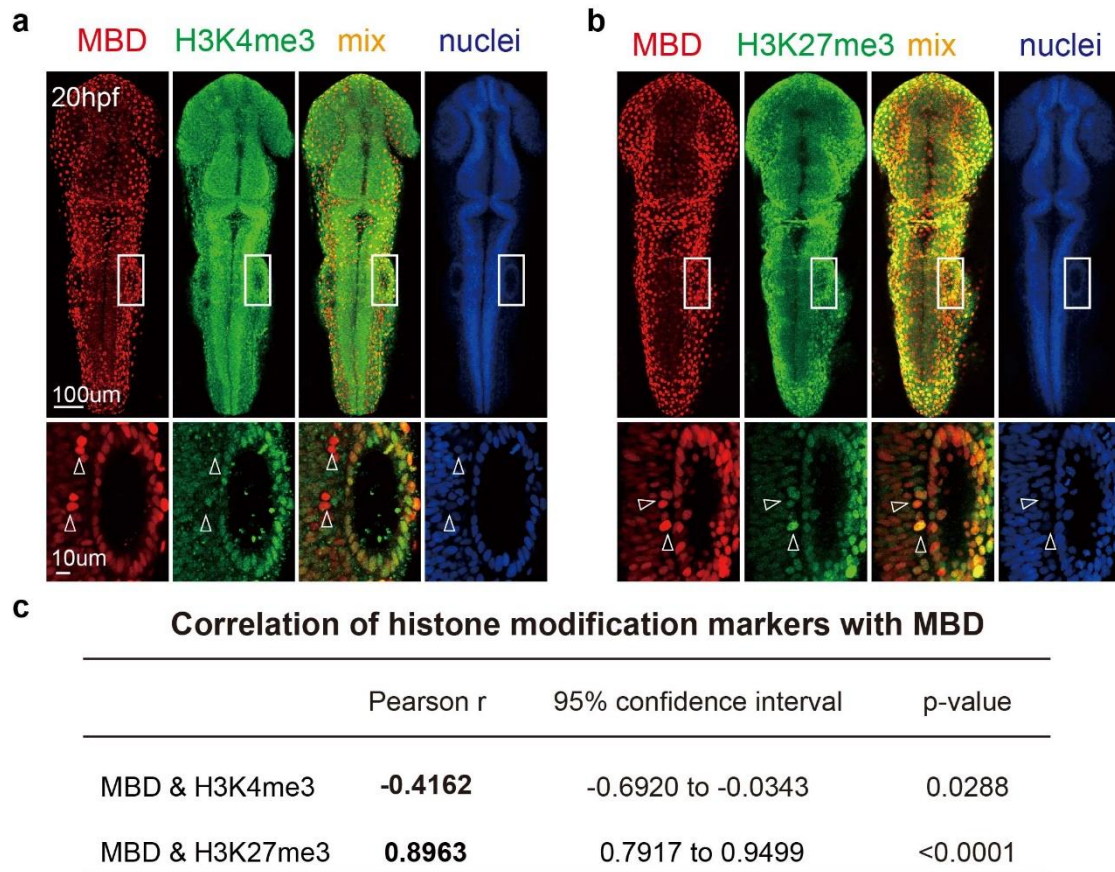 a
MBD H3K4me3 mix nuclei
20hpf
100um
10um
b
MBD H3K27me3 mix nuclei
c
Correlation of histone modification markers with MBD
Pearson r 95% confidence interval p-value
MBD & H3K4me3 -0.4162 -0.6920 to -0.0343 0.0288
MBD & H3K27me3 0.8963 0.7917 to 0.9499 <0.0001